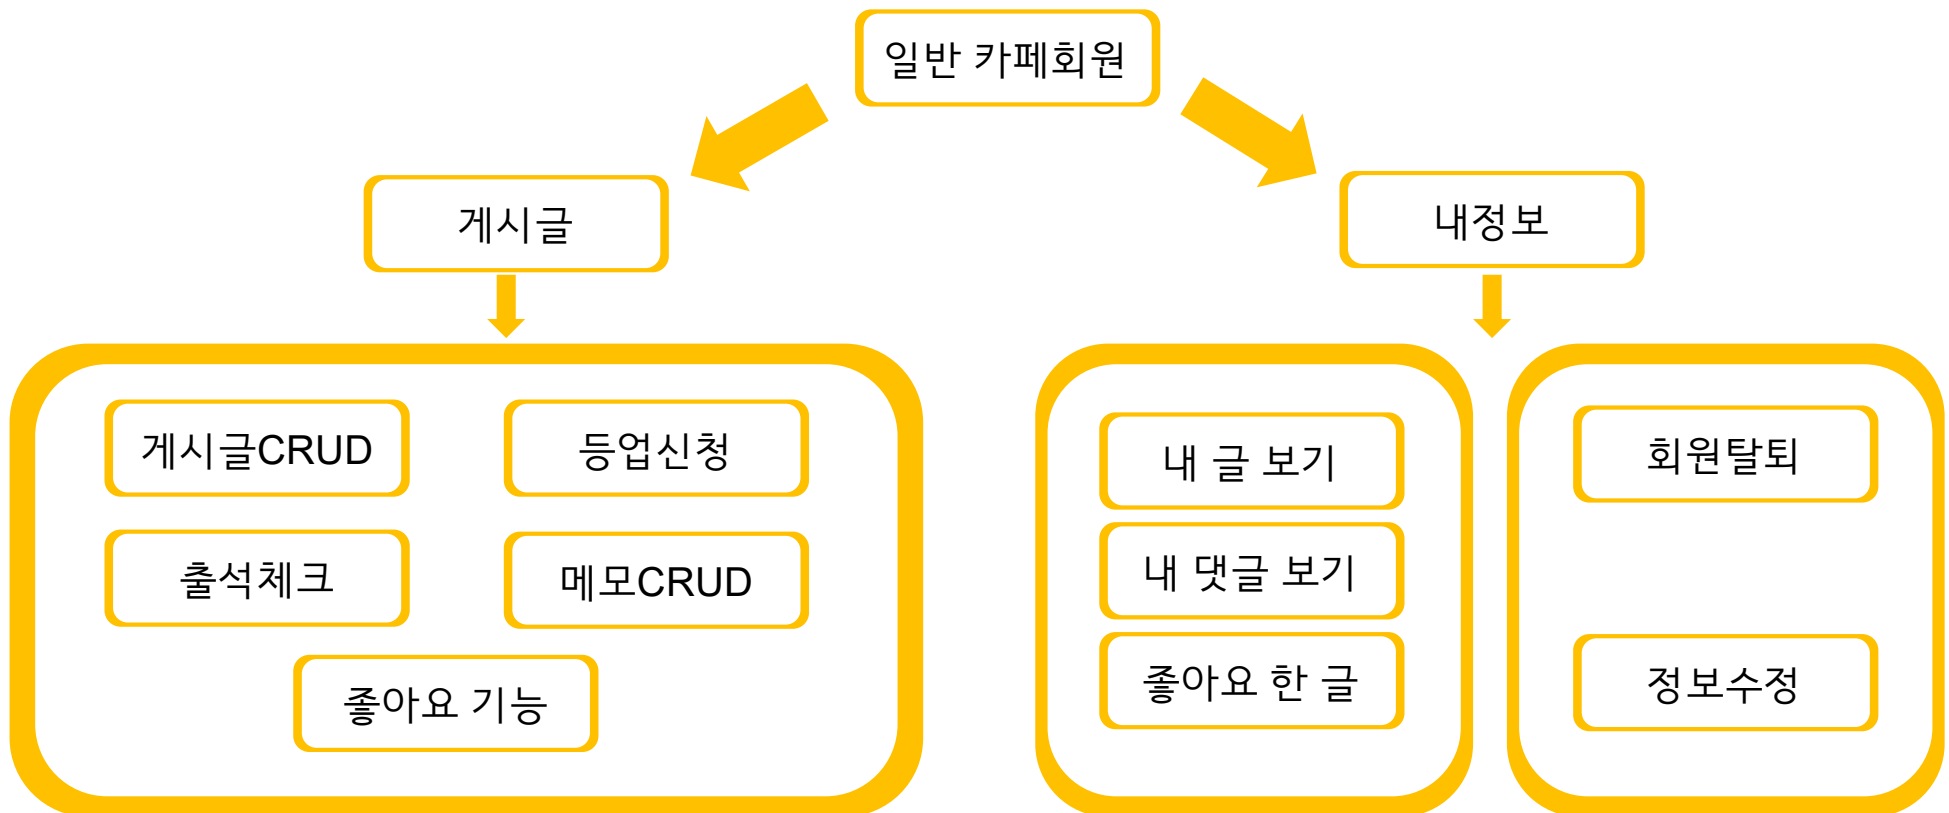 일반 카페회원
게시글
내정보
게시글CRUD
등업신청
출석체크
메모CRUD
좋아요 기능
내 글 보기
내 댓글 보기
좋아요 한 글
회원탈퇴
정보수정